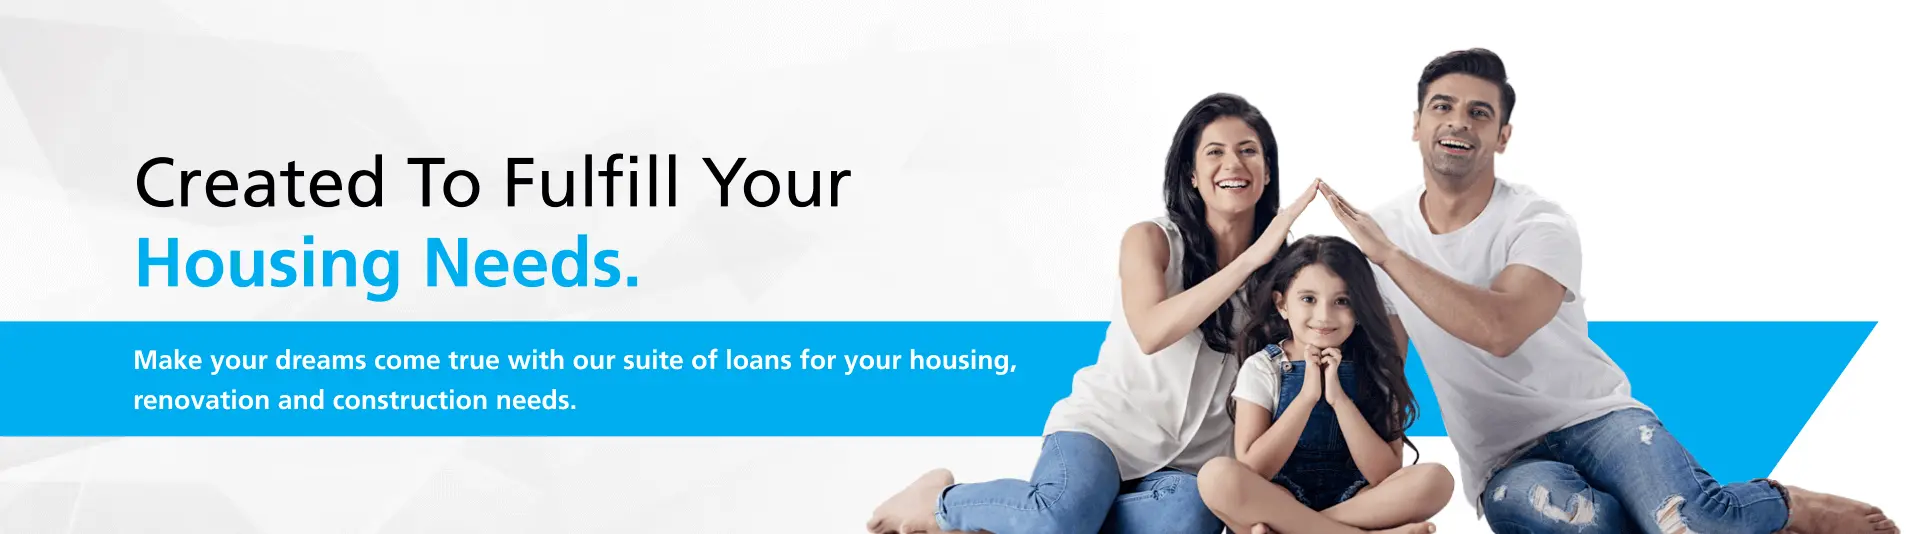 Created To Fulfill Your
Housing Needs.
Make your dreams come true with our suite of loans for your housing,
renovation and construction needs.